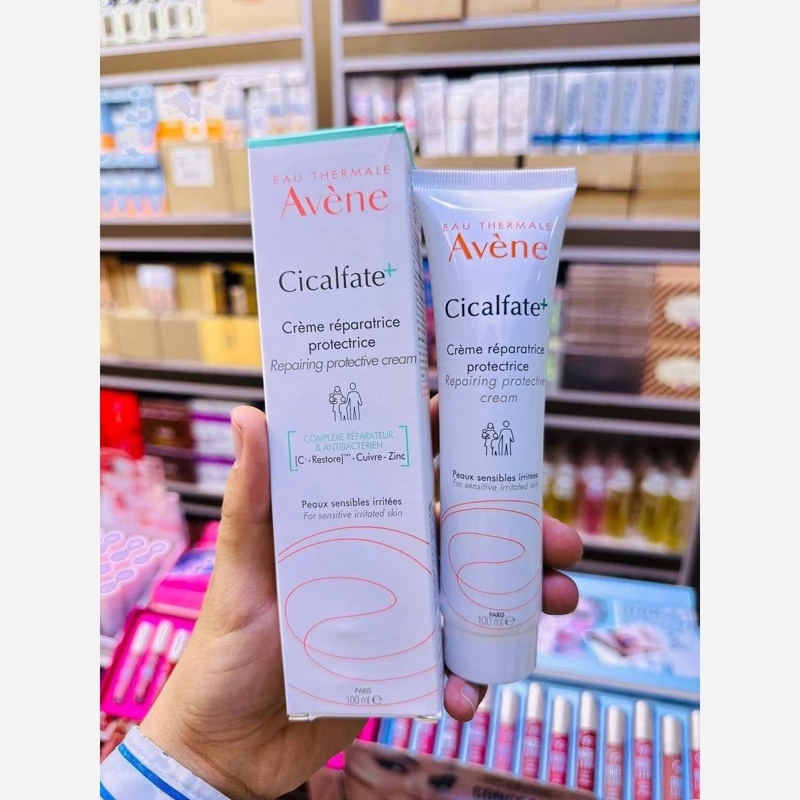 EAU THERMALE
Avène
Cicalfate+
Crème réparatrice
protectrice
Repairing protective cream
COMPLEXE RÉPARATEUR
& ANTIBACTÉRIEN
[C+-Restore]™-Cuivre-Zinc
Peaux sensibles irritées
For sensitive irritated skin
PARIS
100 ml e
EAU THERMALE
Avène
Cicalfate+
Crème réparatrice
protectrice
Repairing protective
cream
Peaux sensibles irritées
For sensitive irritated skin
PARIS
100 ml e